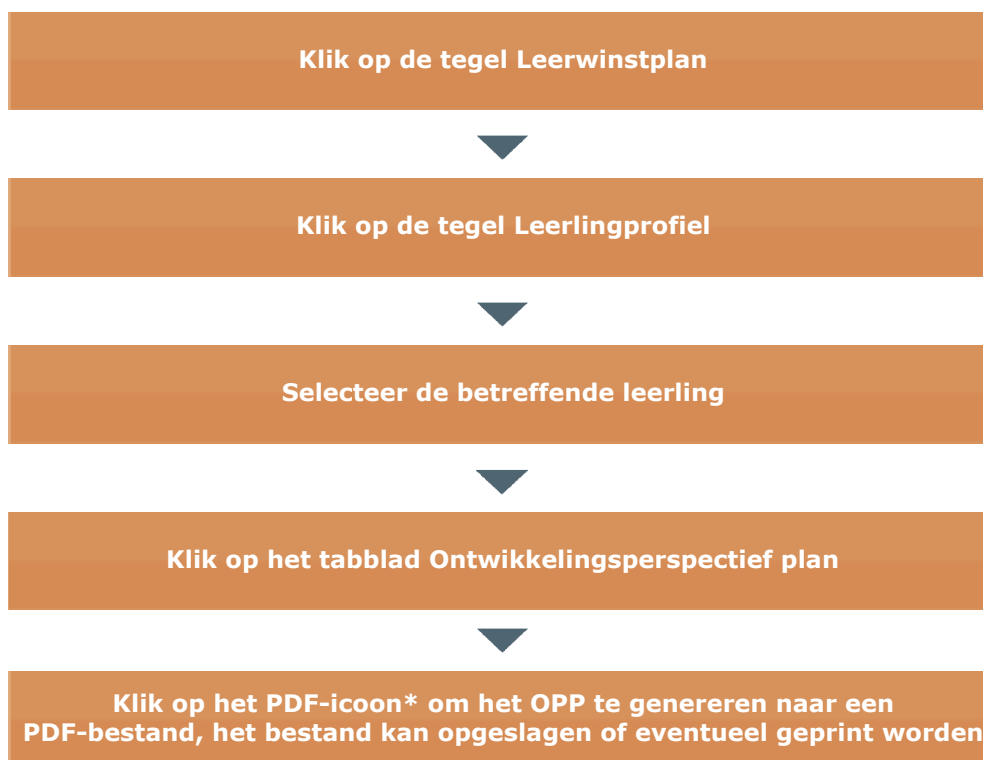 Klik op de tegel Leerwinstplan
Klik op de tegel Leerlingprofiel
Selecteer de betreffende leerling
Klik op het tabblad Ontwikkelingsperspectief plan
Klik op het PDF-icoon* om het OPP te genereren naar een
PDF-bestand, het bestand kan opgeslagen of eventueel geprint worden